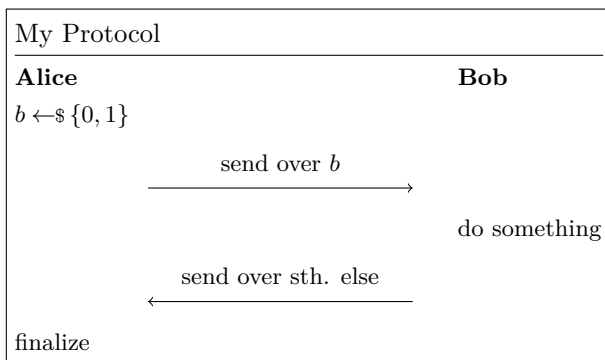 My Protocol
Alice Bob
b ←$ {0, 1}
send over b
do something
send over sth. else
finalize